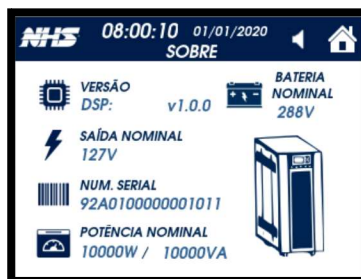 NHS 08:00:10 01/01/2020
SOBRE
VERSÃO
DSP: v1.0.0
BATERIA
NOMINAL
288V
SAÍDA NOMINAL
127V
NUM. SERIAL
92A0100000001011
POTÊNCIA NOMINAL
10000W / 10000VA